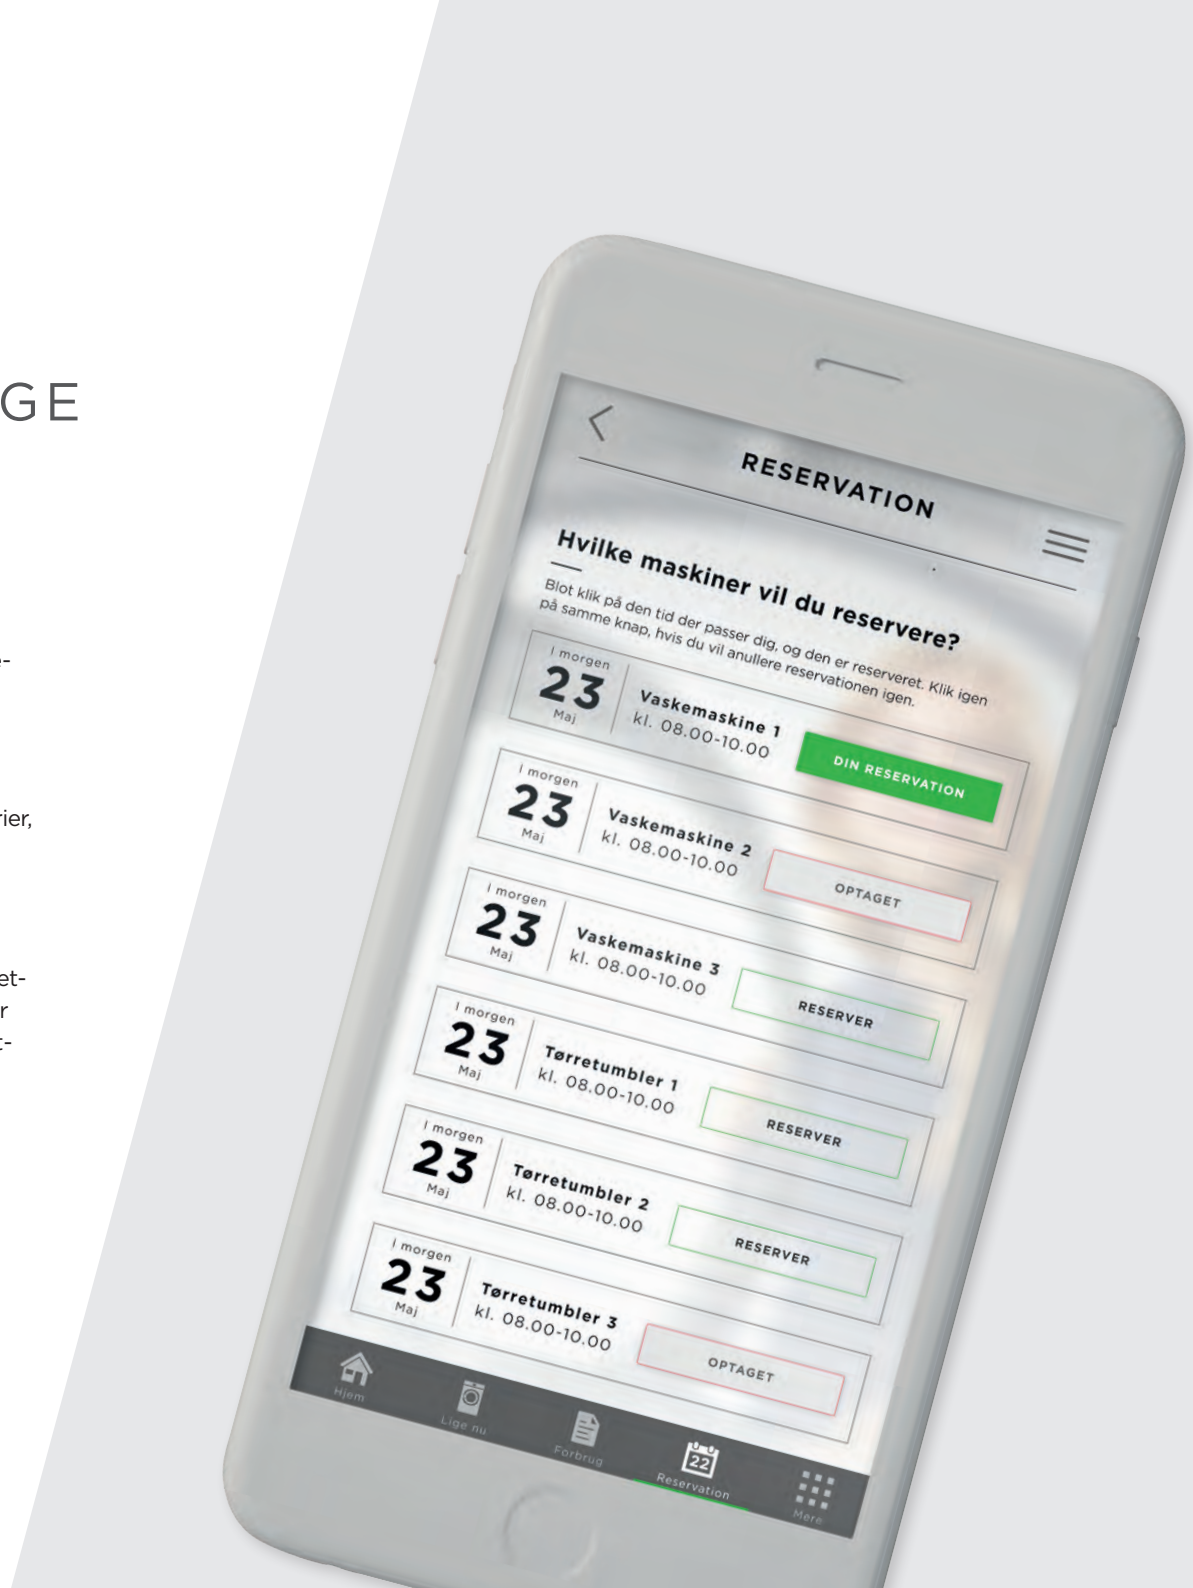 GE
e-
rier,
et-
r
t-
RESERVATION
Hvilke maskiner vil du reservere?
Blot klik på den tid der passer dig, og den er reserveret. Klik igen
på samme knap, hvis du vil anullere reservationen igen.
I morgen
23
Maj
Vaskemaskine 1
kl. 08.00-10.00
DIN RESERVATION
I morgen
23
Maj
Vaskemaskine 2
kl. 08.00-10.00
OPTAGET
I morgen
23
Maj
Vaskemaskine 3
kl. 08.00-10.00
RESERVER
I morgen
23
Maj
Tørretumbler 1
kl. 08.00-10.00
RESERVER
I morgen
23
Maj
Tørretumbler 2
kl. 08.00-10.00
RESERVER
I morgen
23
Maj
Tørretumbler 3
kl. 08.00-10.00
OPTAGET
Hjem
Lige nu
Forbrug
22
Reservation
Mere